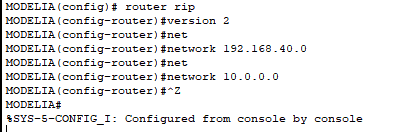 MODELIA(config)# router rip
MODELIA(config-router)#version 2
MODELIA(config-router)#net
MODELIA(config-router)#network 192.168.40.0
MODELIA(config-router)#net
MODELIA(config-router)#network 10.0.0.0
MODELIA(config-router)#^Z
MODELIA#
%SYS-5-CONFIG_I: Configured from console by console